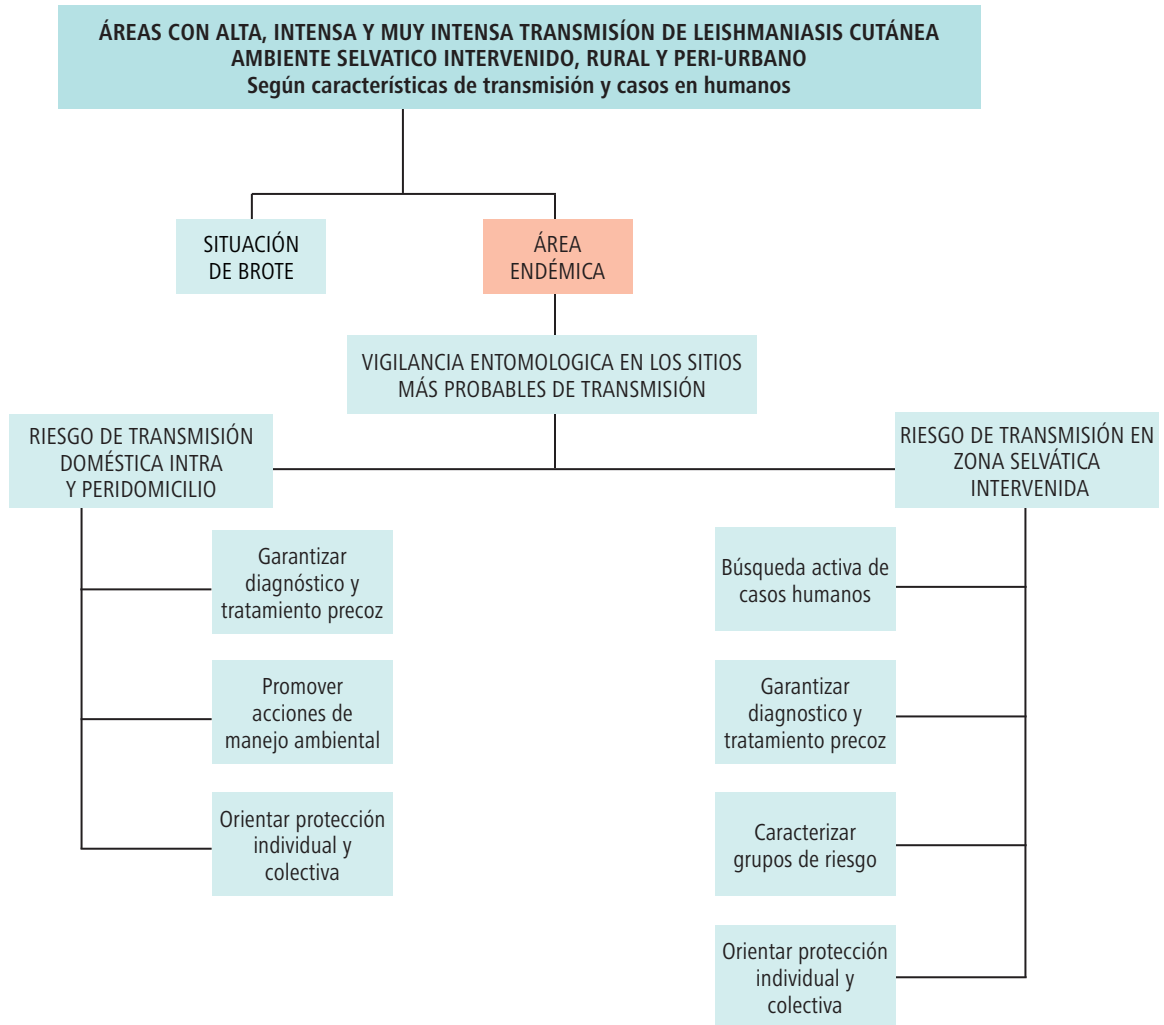 ÁREAS CON ALTA, INTENSA Y MUY INTENSA TRANSMISÍON DE LEISHMANIASIS CUTÁNEA
AMBIENTE SELVATICO INTERVENIDO, RURAL Y PERI-URBANO
Según características de transmisión y casos en humanos
SITUACIÓN
DE BROTE
ÁREA
ENDÉMICA
VIGILANCIA ENTOMOLOGICA EN LOS SITIOS
MÁS PROBABLES DE TRANSMISIÓN
RIESGO DE TRANSMISIÓN
DOMÉSTICA INTRA
Y PERIDOMICILIO
Garantizar
diagnóstico y
tratamiento precoz
Promover
acciones de
manejo ambiental
Orientar protección
individual y
colectiva
RIESGO DE TRANSMISIÓN EN
ZONA SELVÁTICA
INTERVENIDA
Búsqueda activa de
casos humanos
Garantizar
diagnostico y
tratamiento precoz
Caracterizar
grupos de riesgo
Orientar protección
individual y
colectiva